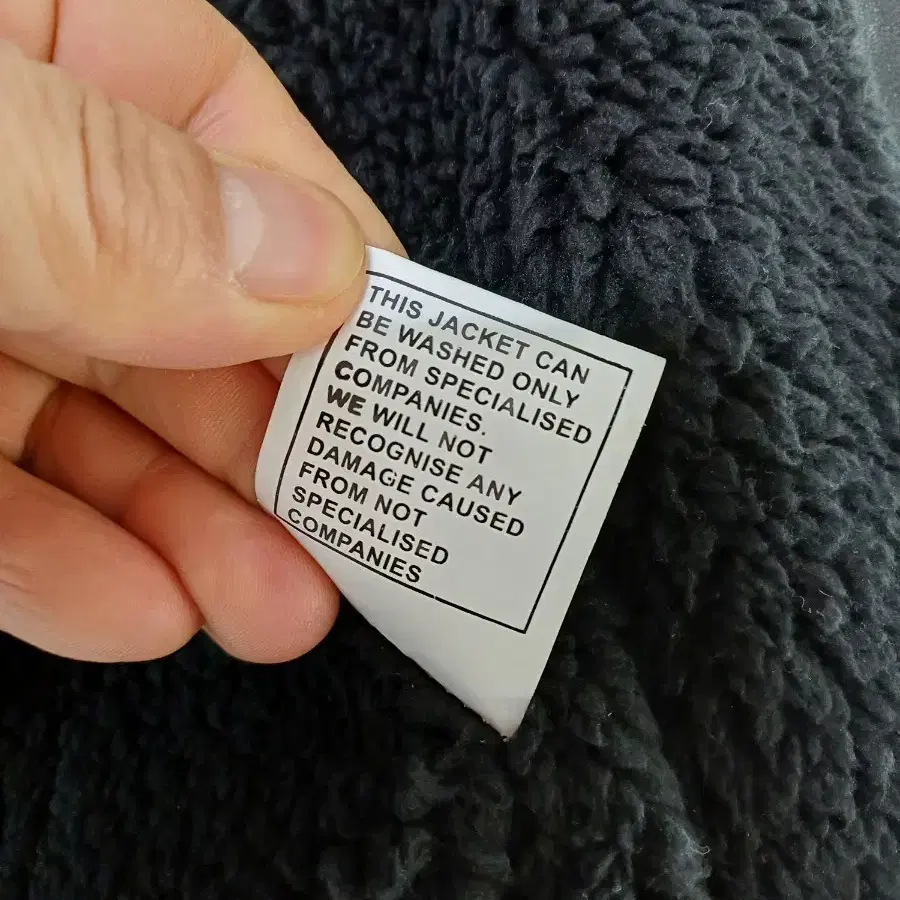 THIS JACKET CAN
BE WASHED ONLY
FROM SPECIALISED
COMPANIES.
WE WILL NOT
RECOGNISE ANY
DAMAGE CAUSED
FROM NOT
SPECIALISED
COMPANIES